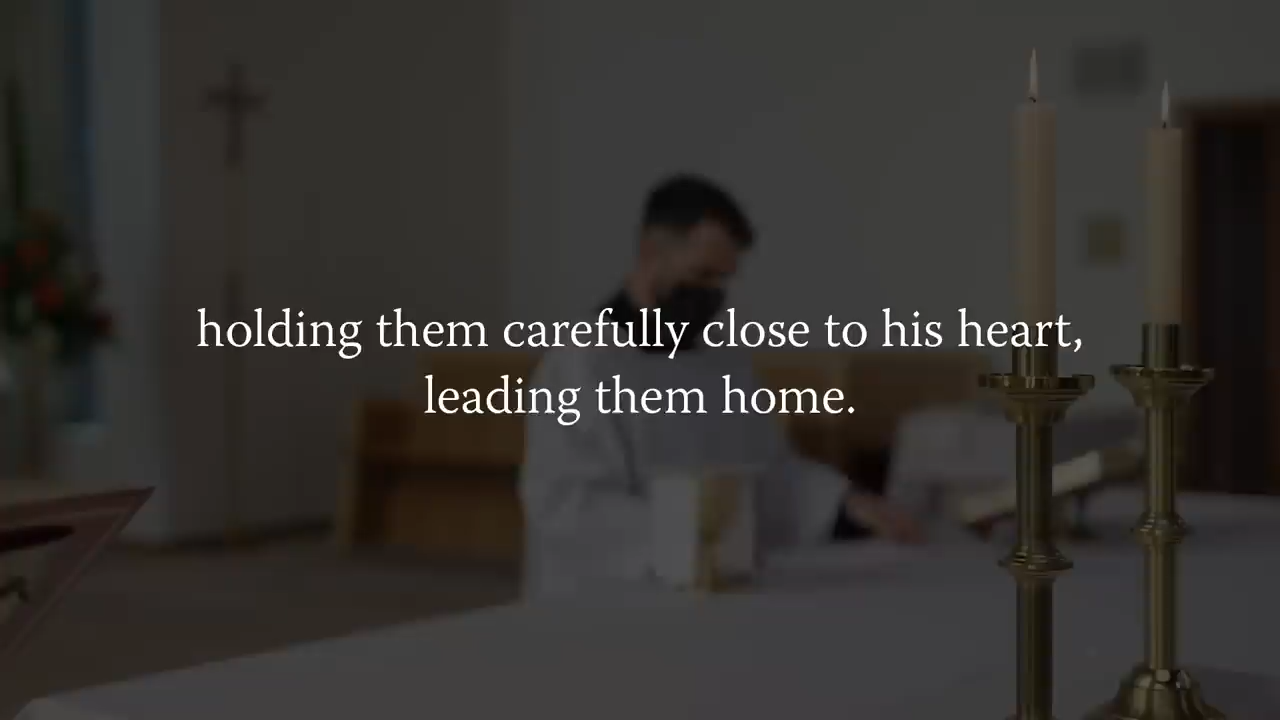 holding them carefully close to his heart,
leading them home.